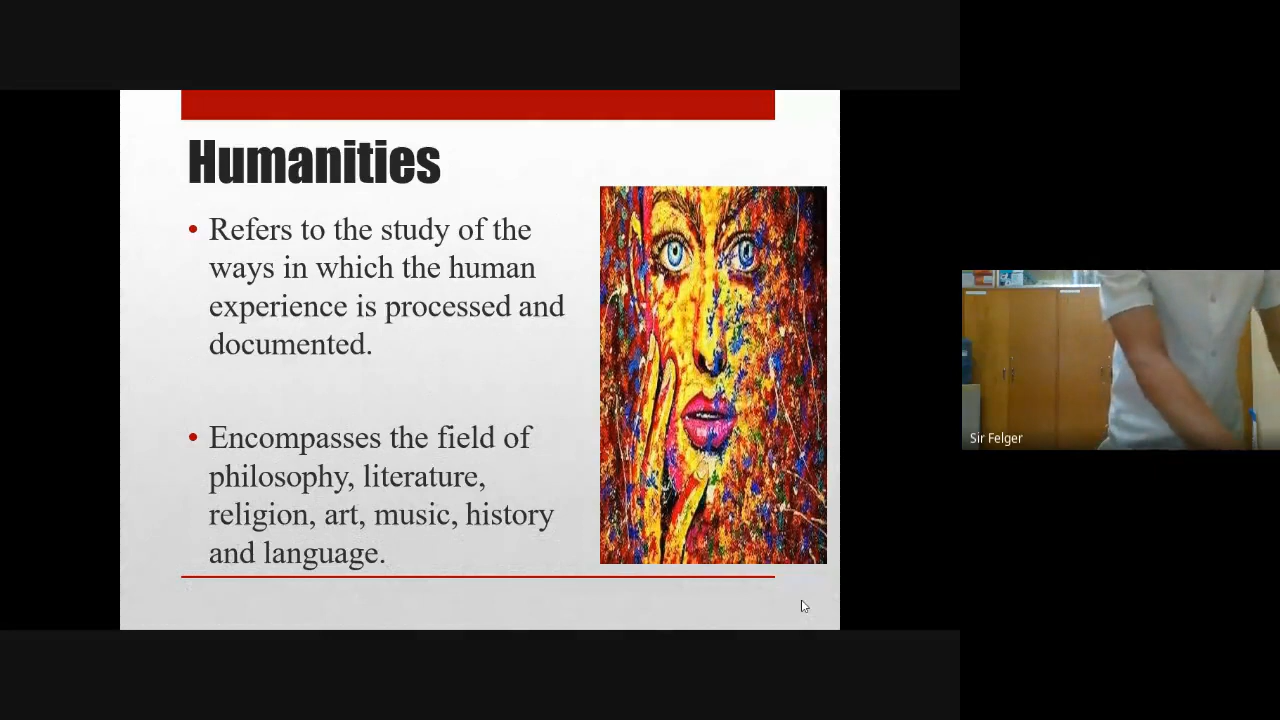 Humanities
• Refers to the study of the
ways in which the human
experience is processed and
documented.
• Encompasses the field of
philosophy, literature,
religion, art, music, history
and language.
Sir Felger